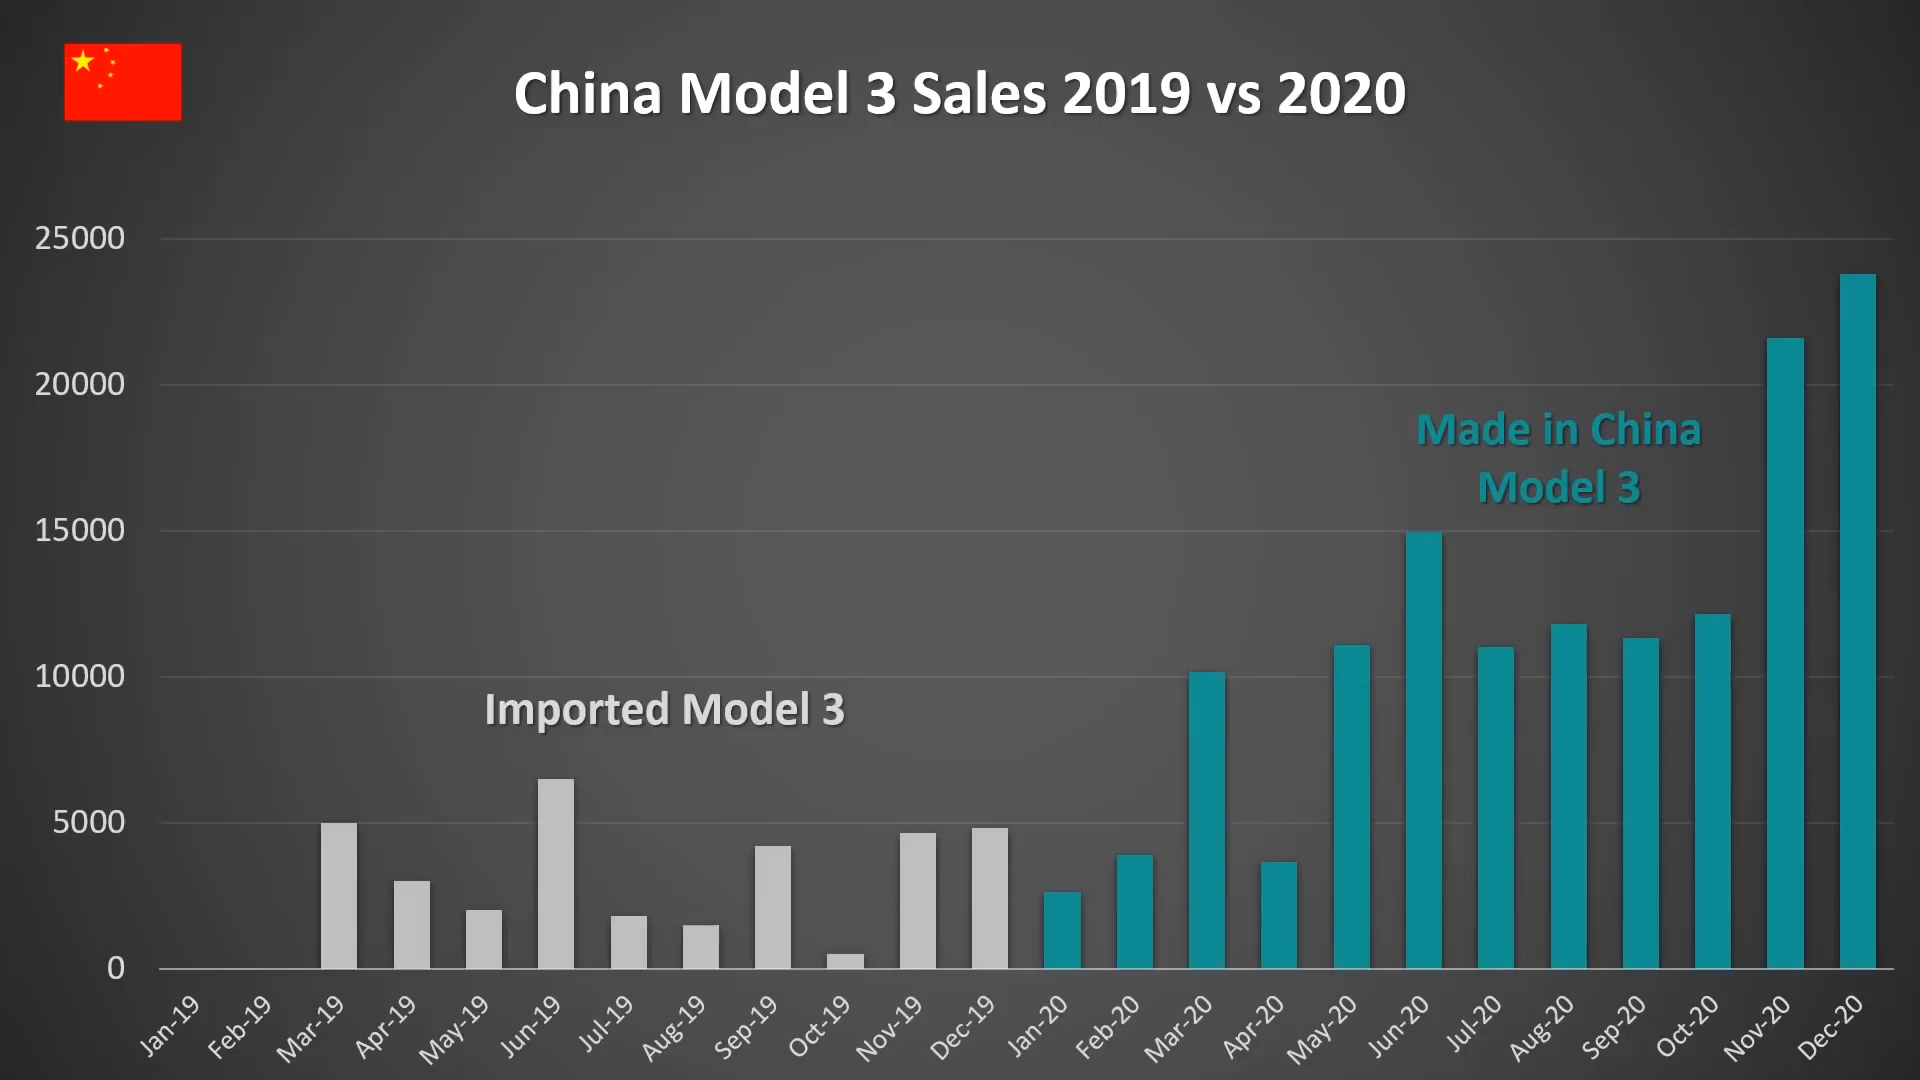 China Model 3 Sales 2019 vs 2020
25000
20000
15000
10000
5000
0
Made in China
Model 3
Imported Model 3
Jan-19
Feb-19
Mar-19
Apr-19
May-19
Jun-19
Jul-19
Aug-19
Sep-19
Oct-19
Nov-19
Dec-19
Jan-20
Feb-20
Mar-20
Apr-20
May-20
Jun-20
Jul-20
Aug-20
Sep-20
Oct-20
Nov-20
Dec-20